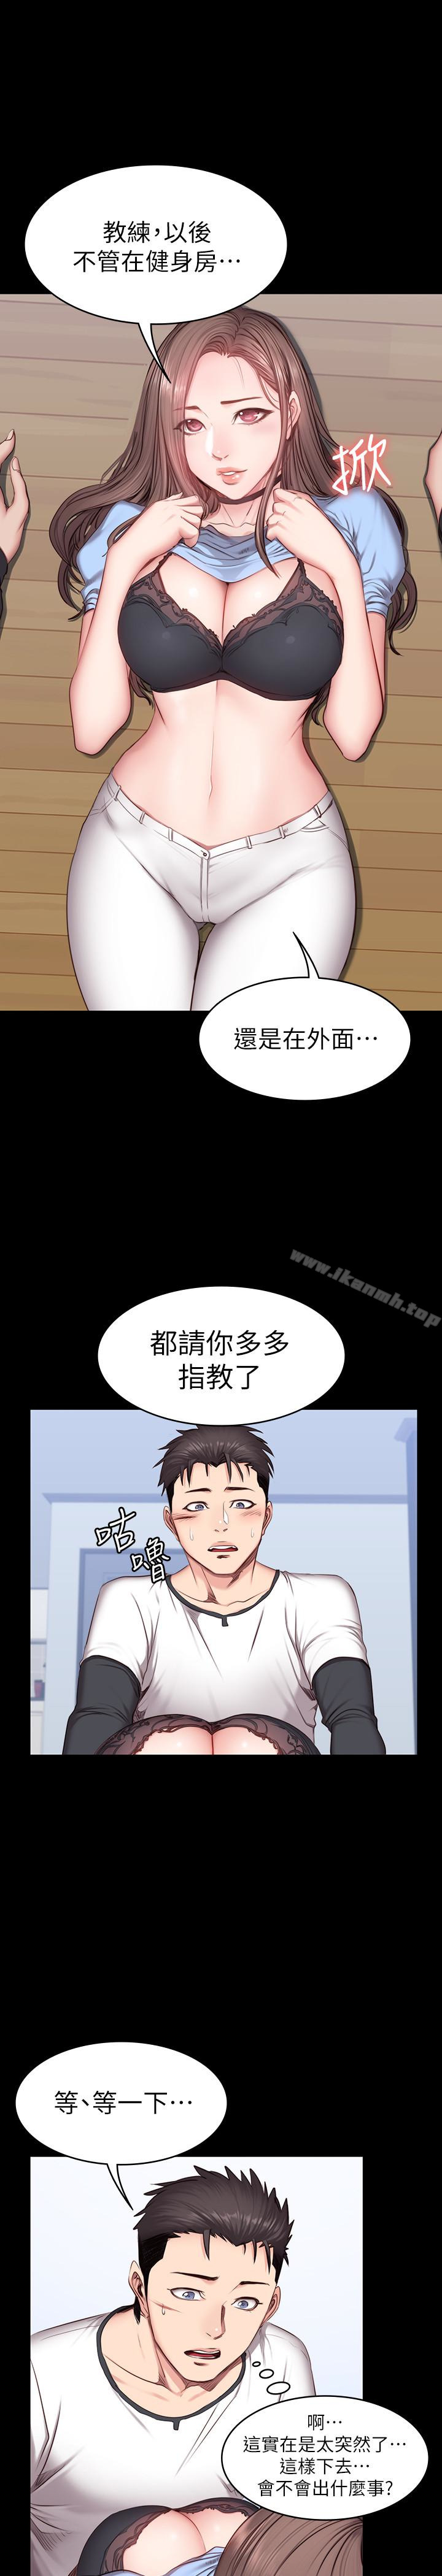 教練,以後
不管在健身房…
掀
還是在外面…
www.ikanmh.top
都請你多多
指教了
咕
嚕
等、等一下…
啊…
這實在是太突然了…
這樣下去…
會不會出什麼事?